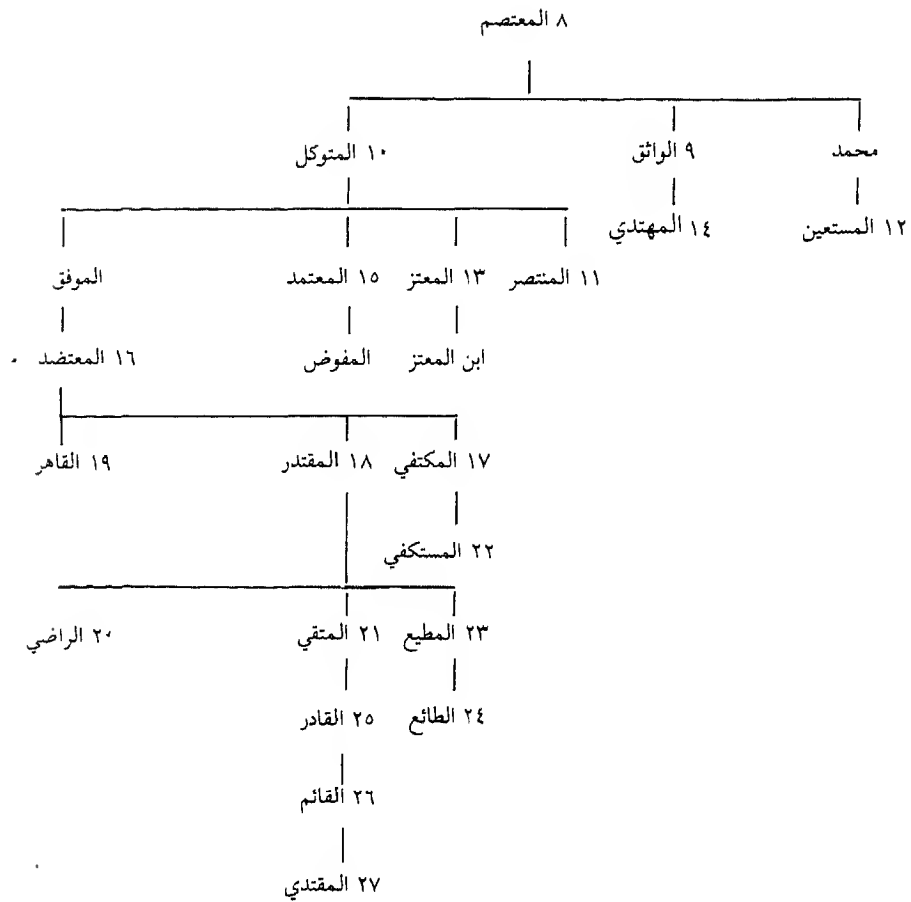 ٨ المعتصم
محمد ٩ الواثق ١٠ المتوكل
١٢ المستعين ١٤ المهتدي
١١ المنتصر ١٣ المعتز ١٥ المعتمد الموفق
ابن المعتز المفوض ١٦ المعتضد
١٧ المكتفي ١٨ المقتدر ١٩ القاهر
٢٢ المستكفي
٢٣ المطيع ٢١ المتقي ٢٠ الراضي
٢٤ الطائع ٢٥ القادر
٢٦ القائم
٢٧ المقتدي